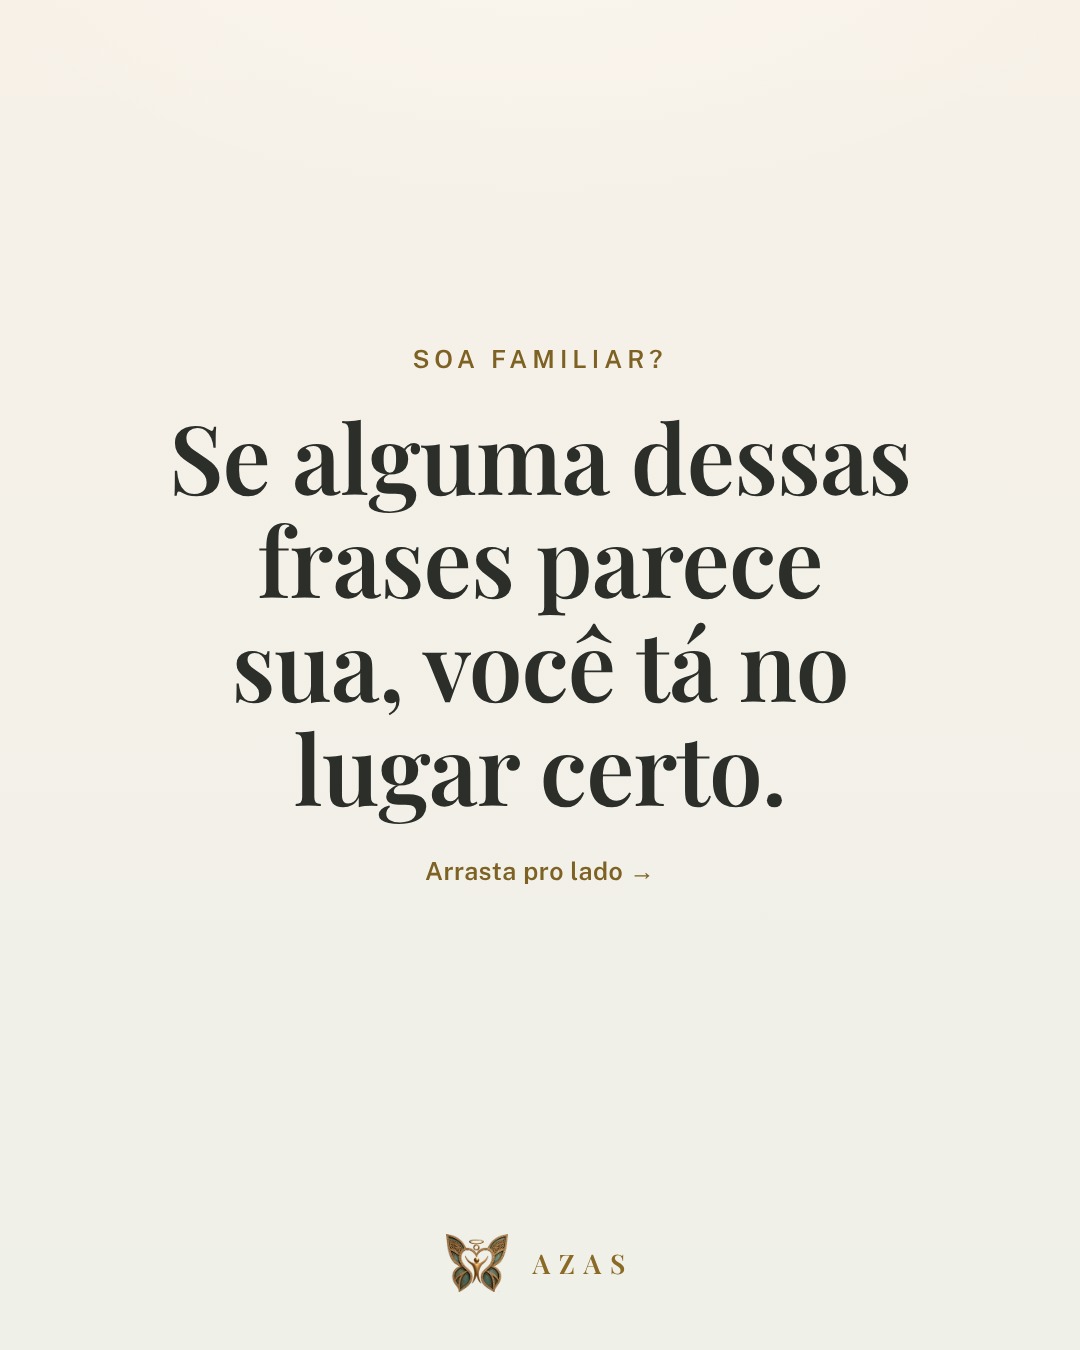 SOA FAMILIAR?
Se alguma dessas
frases parece
sua, você tá no
lugar certo.
Arrasta pro lado →
AZAS